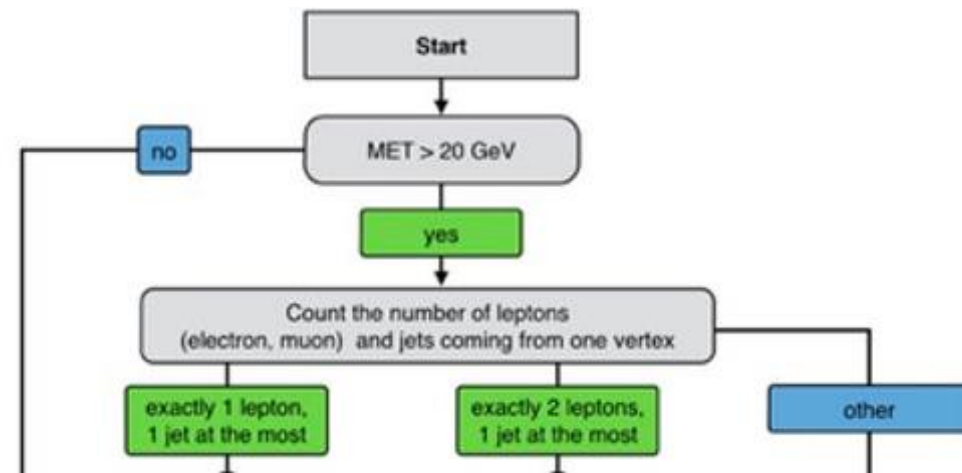 Start
no
MET > 20 GeV
yes
Count the number of leptons
(electron, muon) and jets coming from one vertex
exactly 1 lepton,
1 jet at the most
exactly 2 leptons,
1 jet at the most
other